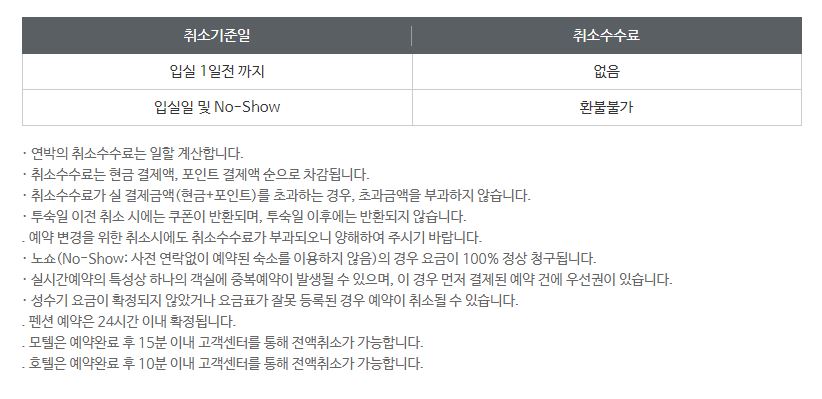 취소기준일 취소수수료
입실 1일전 까지 없음
입실일 및 No-Show 환불불가
· 연박의 취소수수료는 일할 계산합니다.
· 취소수수료는 현금 결제액, 포인트 결제액 순으로 차감됩니다.
· 취소수수료가 실 결제금액(현금+포인트)를 초과하는 경우, 초과금액을 부과하지 않습니다.
· 투숙일 이전 취소 시에는 쿠폰이 반환되며, 투숙일 이후에는 반환되지 않습니다.
. 예약 변경을 위한 취소시에도 취소수수료가 부과되오니 양해하여 주시기 바랍니다.
· 노쇼(No-Show: 사전 연락없이 예약된 숙소를 이용하지 않음)의 경우 요금이 100% 정상 청구됩니다.
· 실시간예약의 특성상 하나의 객실에 중복예약이 발생될 수 있으며, 이 경우 먼저 결제된 예약 건에 우선권이 있습니다.
· 성수기 요금이 확정되지 않았거나 요금표가 잘못 등록된 경우 예약이 취소될 수 있습니다.
. 펜션 예약은 24시간 이내 확정됩니다.
. 모텔은 예약완료 후 15분 이내 고객센터를 통해 전액취소가 가능합니다.
. 호텔은 예약완료 후 10분 이내 고객센터를 통해 전액취소가 가능합니다.